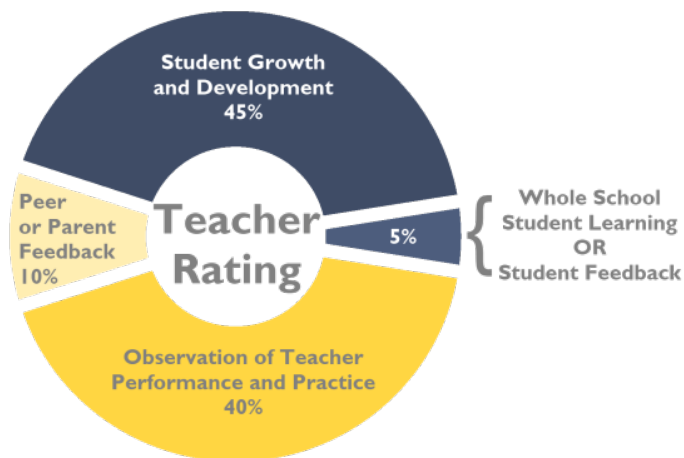 Student Growth
and Development
45%
Peer
or Parent
Feedback
10%
Teacher
Rating
5%
Whole School
Student Learning
OR
Student Feedback
Observation of Teacher
Performance and Practice
40%